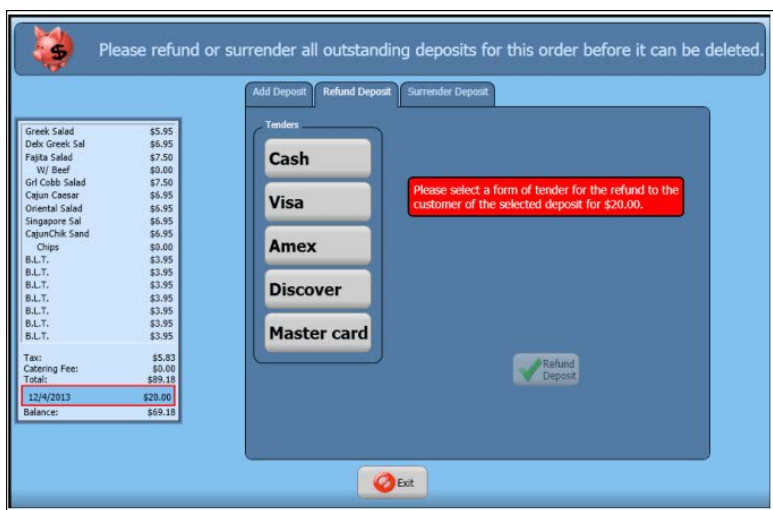 Please refund or surrender all outstanding deposits for this order before it can be deleted.
Add Deposit Refund Deposit Surrender Deposit
Greek Salad $5.95
Delx Greek Sal $6.95
Fajita Salad $7.50
W/ Beef $0.00
Grl Cobb Salad $7.50
Cajun Caesar $6.95
Oriental Salad $6.95
Singapore Sal $6.95
CajunChik Sand $6.95
Chips $0.00
B.L.T. $3.95
B.L.T. $3.95
B.L.T. $3.95
B.L.T. $3.95
B.L.T. $3.95
B.L.T. $3.95
B.L.T. $3.95
Tax: $5.83
Catering Fee: $0.00
Total: $89.18
12/4/2013 $20.00
Balance: $69.18
Tenders
Cash
Visa
Amex
Discover
Master card
Please select a form of tender for the refund to the
customer of the selected deposit for $20.00.
Refund
Deposit
Exit